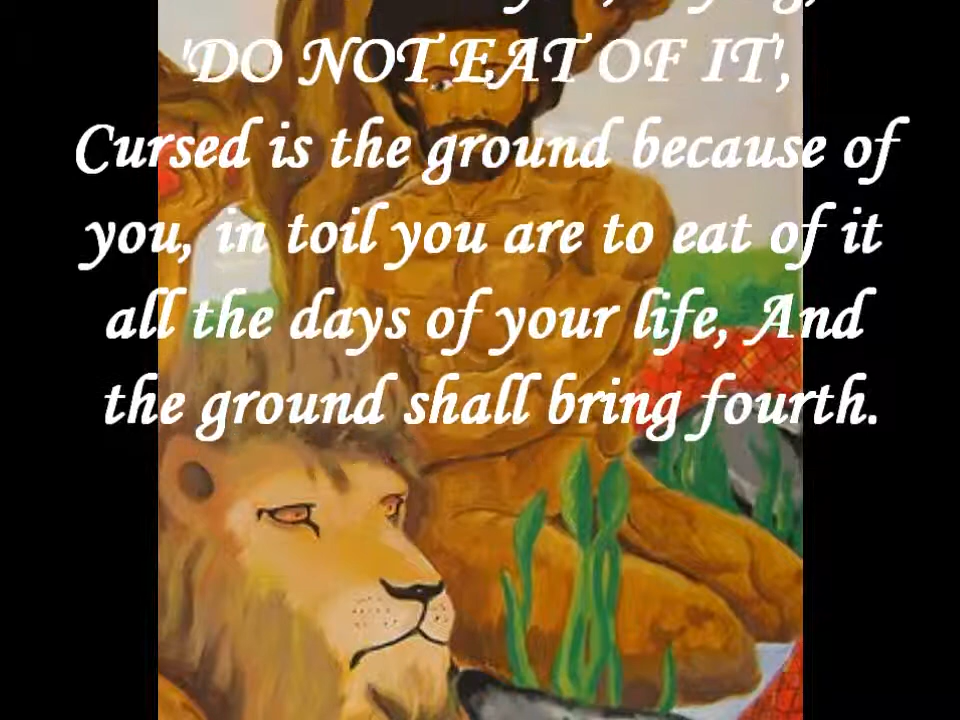 'DO NOT EAT OF IT',
Cursed is the ground because of
you, in toil you are to eat of it
all the days of your life, And
the ground shall bring fourth.